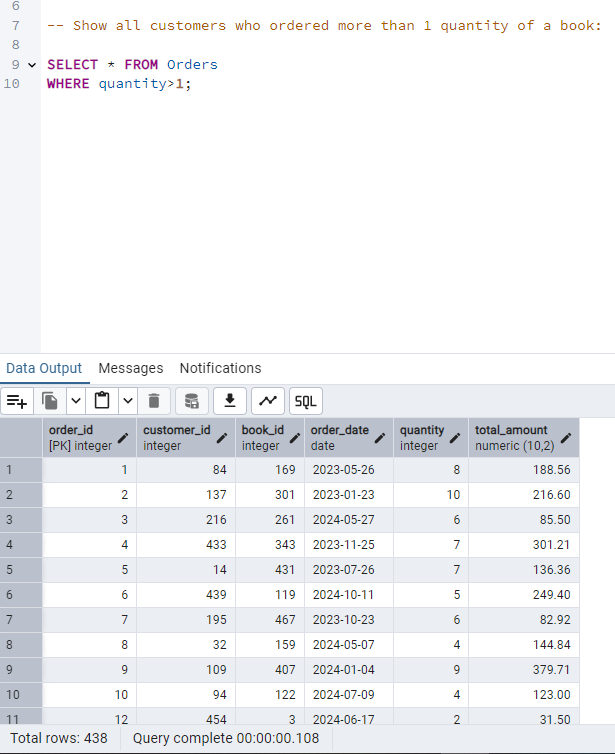 6
7 -- Show all customers who ordered more than 1 quantity of a book:
8
9 SELECT * FROM Orders
10 WHERE quantity>1;
Data Output Messages Notifications
SQL
order_id customer_id book_id order_date quantity total_amount
[PK] integer integer integer date integer numeric (10,2)
1 1 84 169 2023-05-26 8 188.56
2 2 137 301 2023-01-23 10 216.60
3 3 216 261 2024-05-27 6 85.50
4 4 433 343 2023-11-25 7 301.21
5 5 14 431 2023-07-26 7 136.36
6 6 439 119 2024-10-11 5 249.40
7 7 195 467 2023-10-23 6 82.92
8 8 32 159 2024-05-07 4 144.84
9 9 109 407 2024-01-04 9 379.71
10 10 94 122 2024-07-09 4 123.00
11 12 454 3 2024-06-17 2 31.50
Total rows: 438 Query complete 00:00:00.108